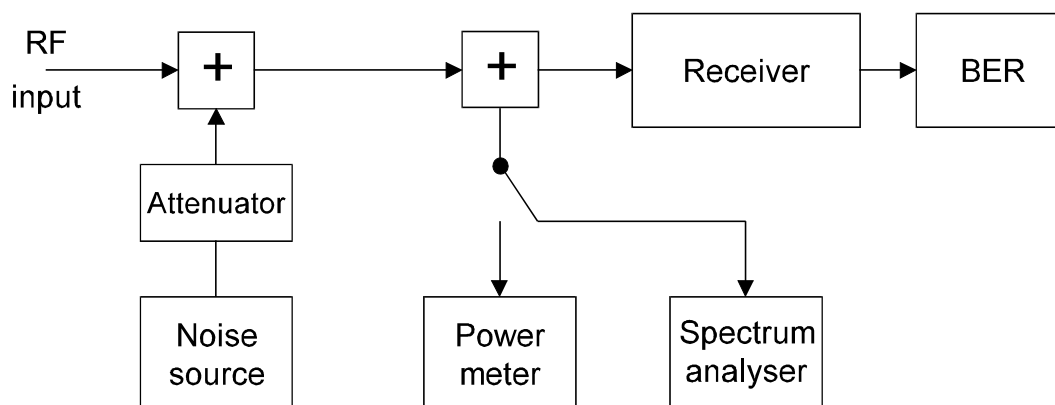 RF
input
+
+
Receiver
BER
Attenuator
Noise
source
Power
meter
Spectrum
analyser